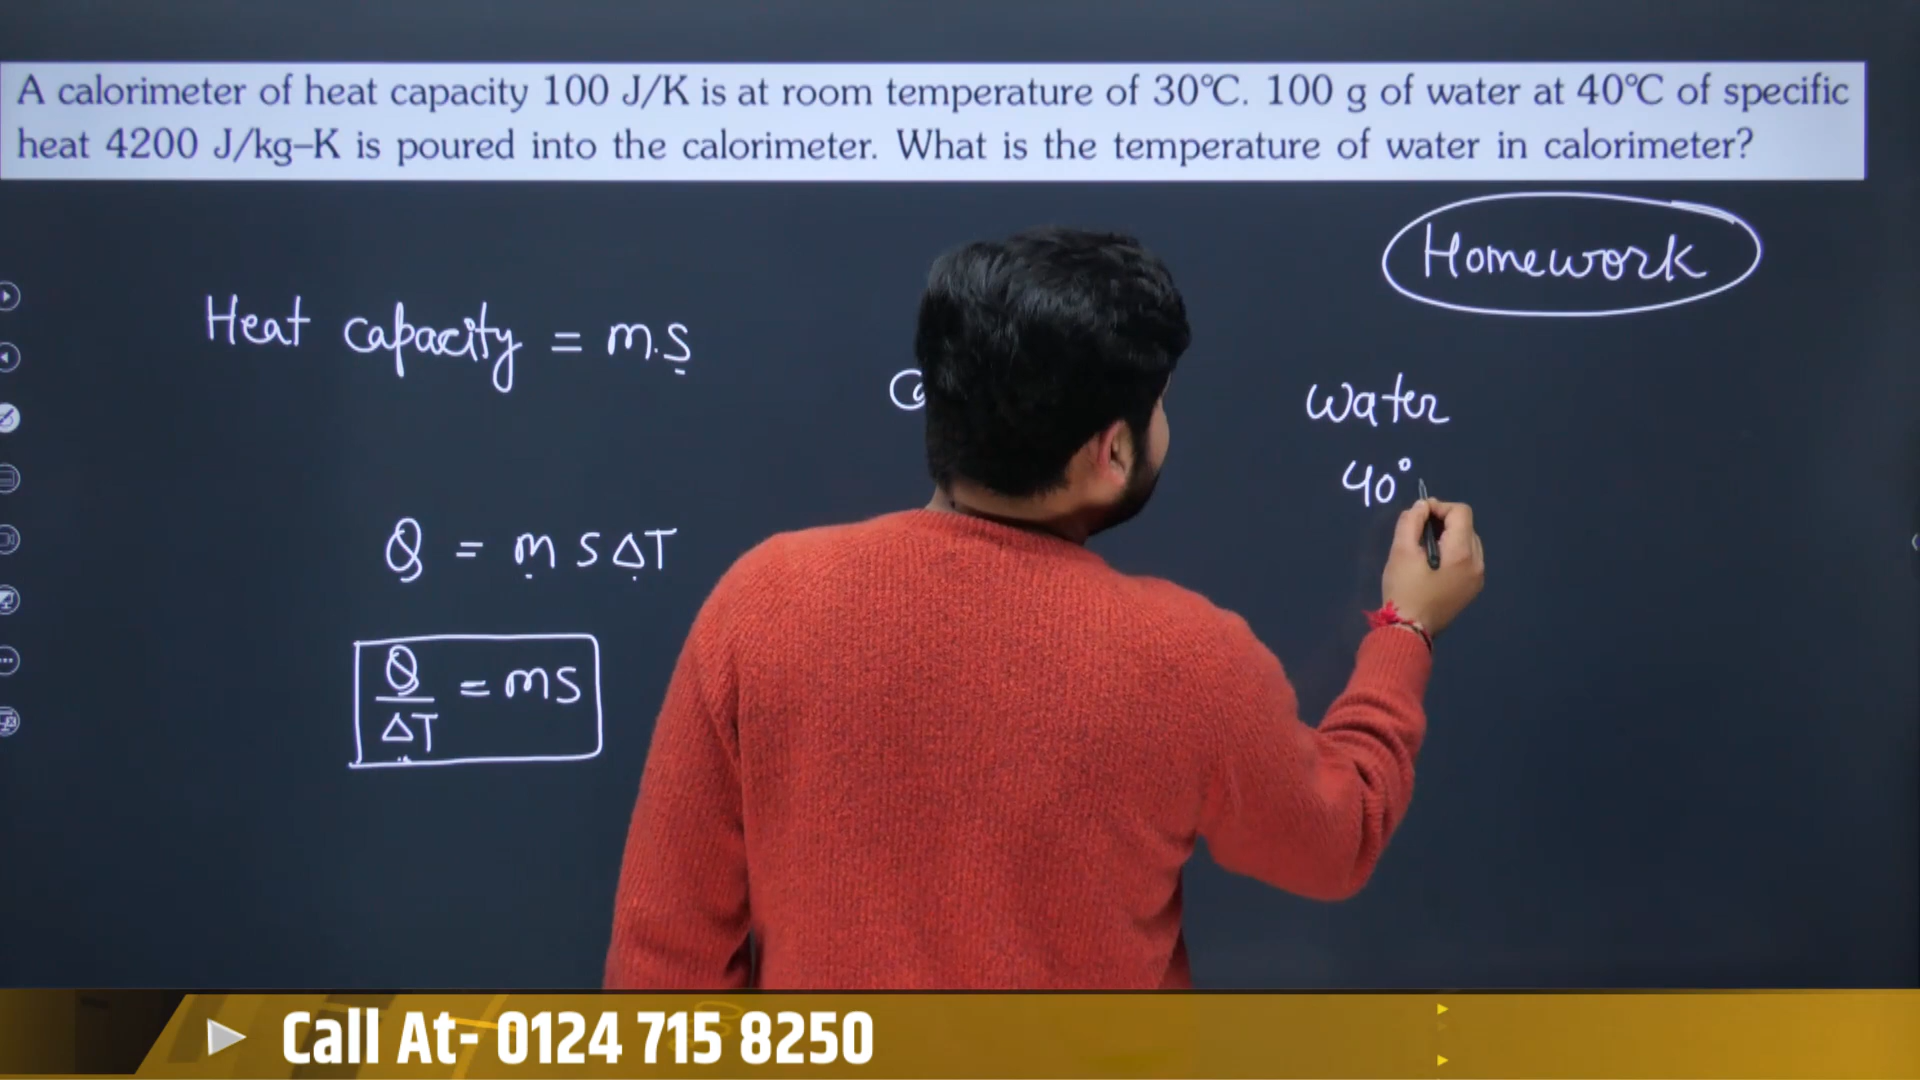 A calorimeter of heat capacity 100 J/K is at room temperature of 30°C. 100 g of water at 40°C of specific
heat 4200 J/kg–K is poured into the calorimeter. What is the temperature of water in calorimeter?
Homework
Heat capacity = m.s
water
40°
Q = m s ΔT
Q/ΔT = ms
Call At- 0124 715 8250